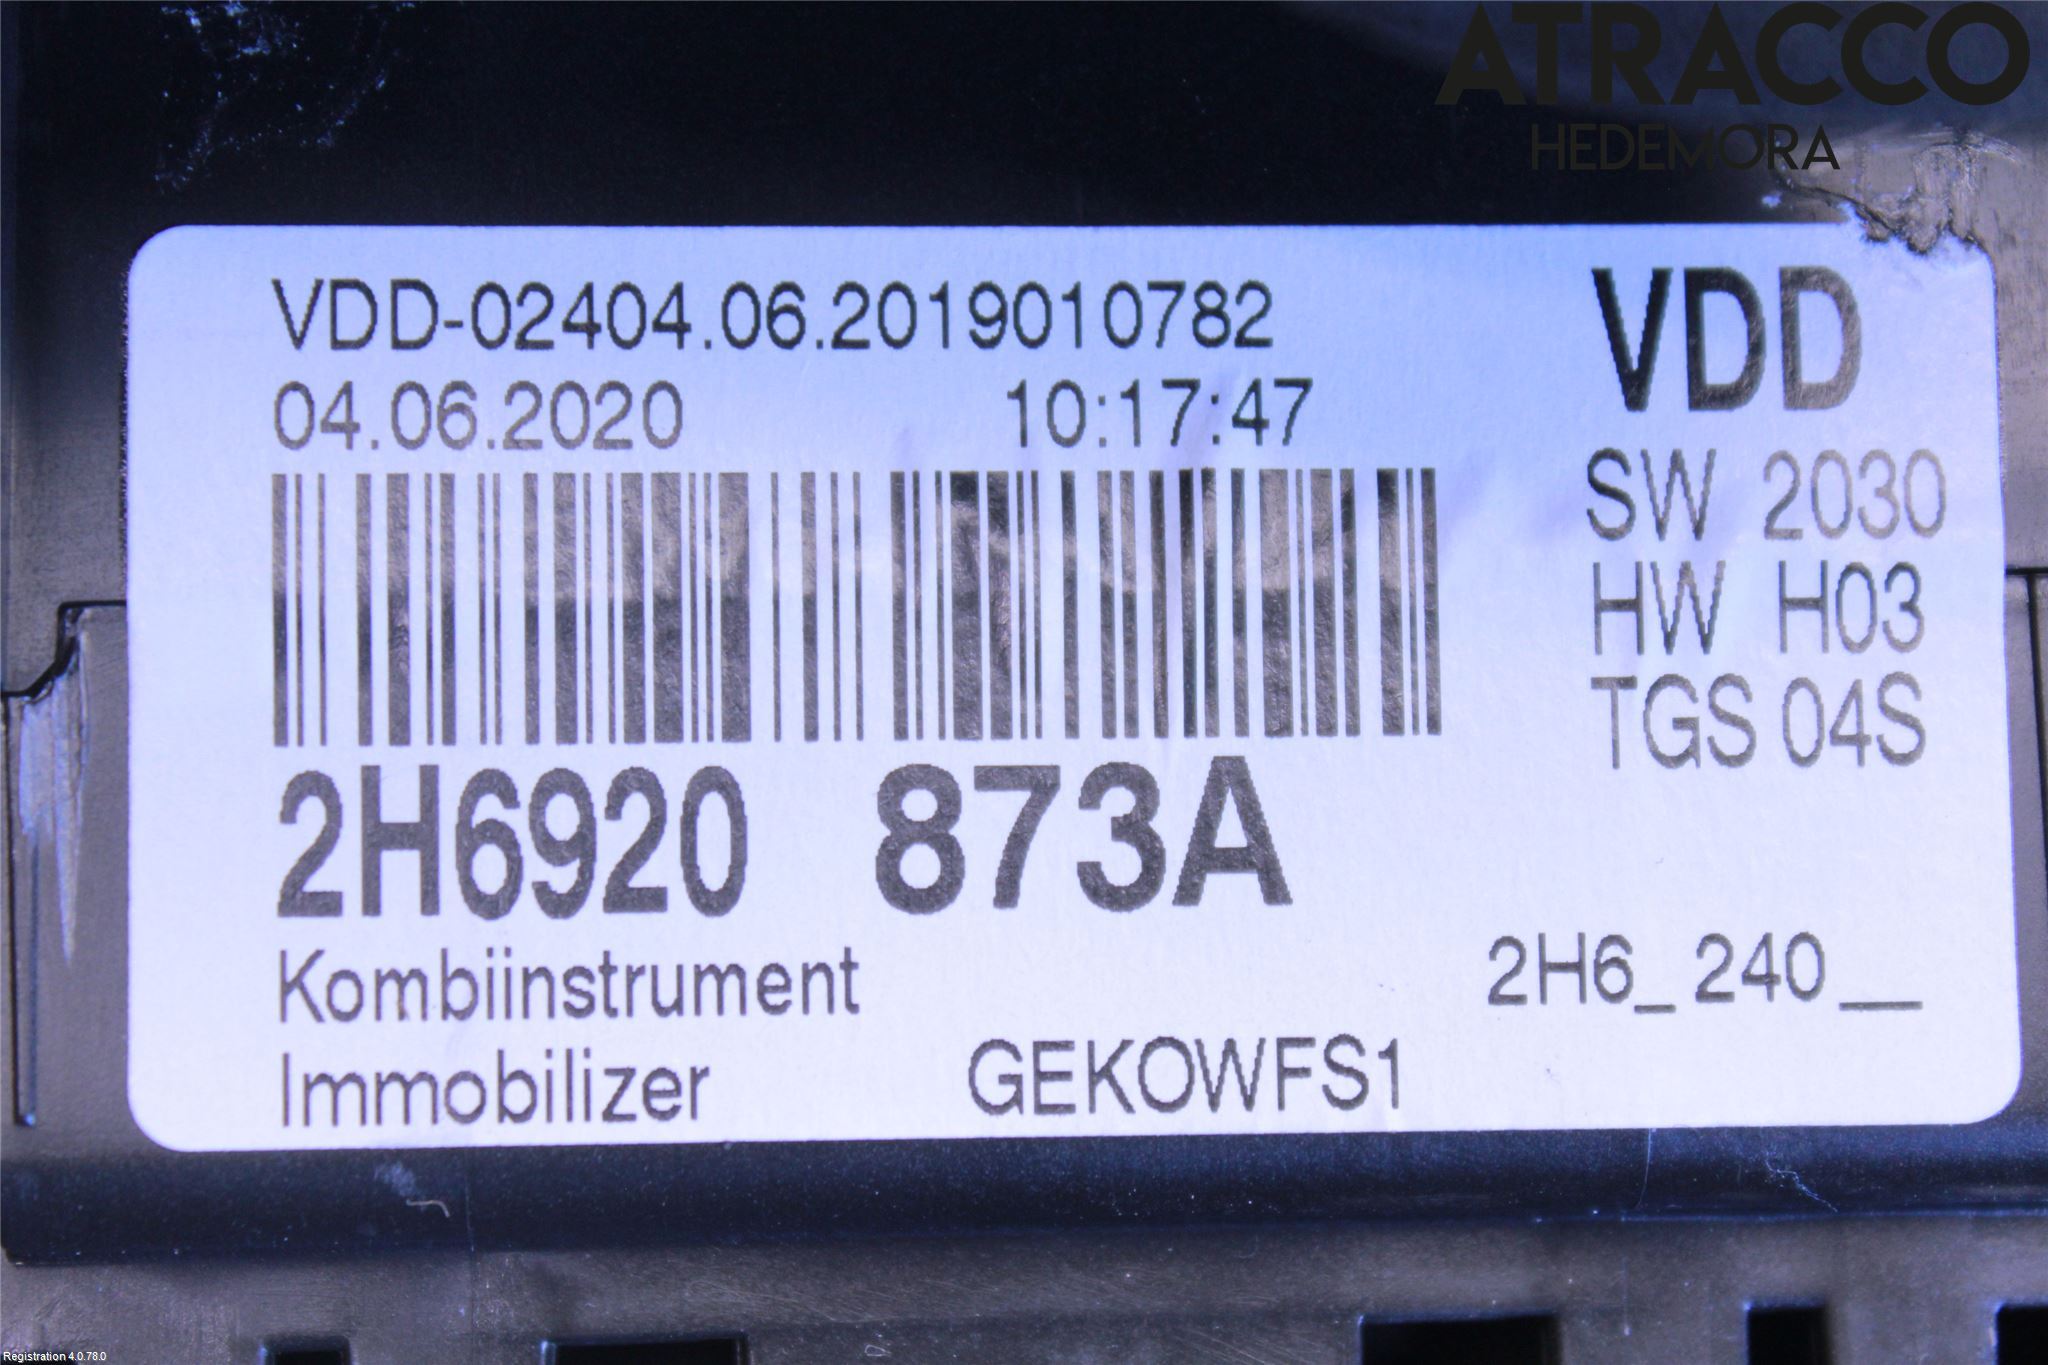 ATRACCO
HEDEMORA
VDD-02404.06.2019010782
04.06.2020 10:17:47
VDD
SW 2030
HW H03
TGS 04S
2H6920 873A
Kombiinstrument
2H6_240__
Immobilizer GEKOWFS1
Registration 4.0.78.0